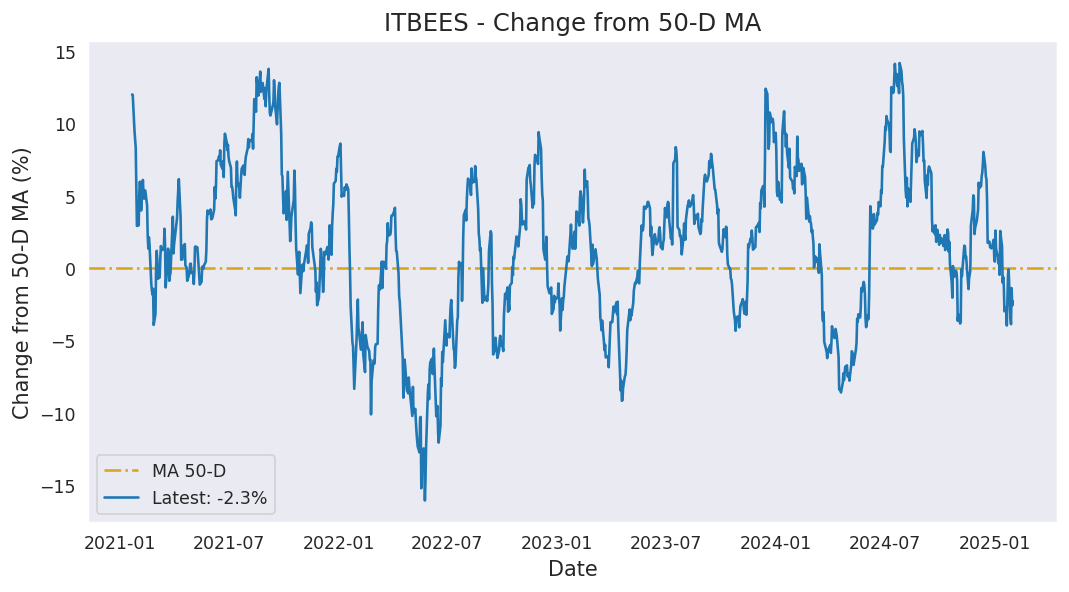 ITBEES - Change from 50-D MA
Change from 50-D MA (%)
15
10
5
0
−5
−10
−15
MA 50-D
Latest: -2.3%
2021-01 2021-07 2022-01 2022-07 2023-01 2023-07 2024-01 2024-07 2025-01
Date